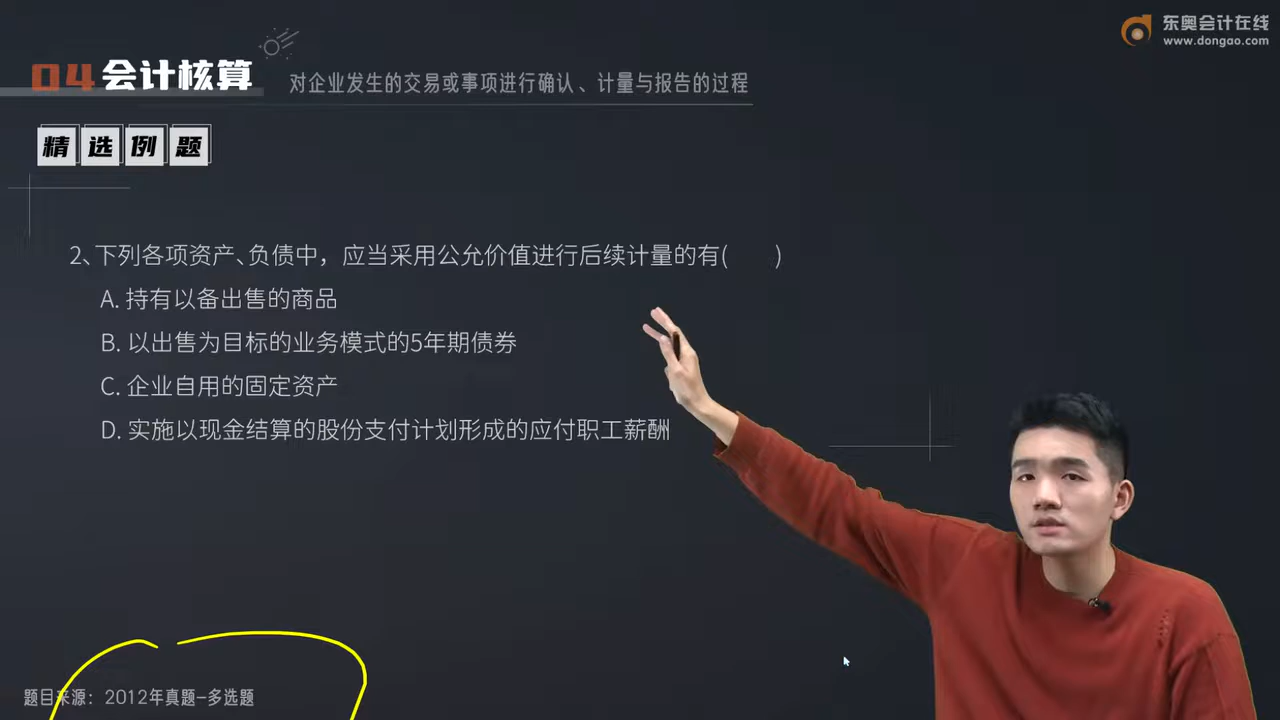 东奥会计在线
www.dongao.com
04 会计核算
对企业发生的交易或事项进行确认、计量与报告的过程
精选例题
2、下列各项资产、负债中，应当采用公允价值进行后续计量的有(  )
A. 持有以备出售的商品
B. 以出售为目标的业务模式的5年期债券
C. 企业自用的固定资产
D. 实施以现金结算的股份支付计划形成的应付职工薪酬
题目来源：2012年真题-多选题